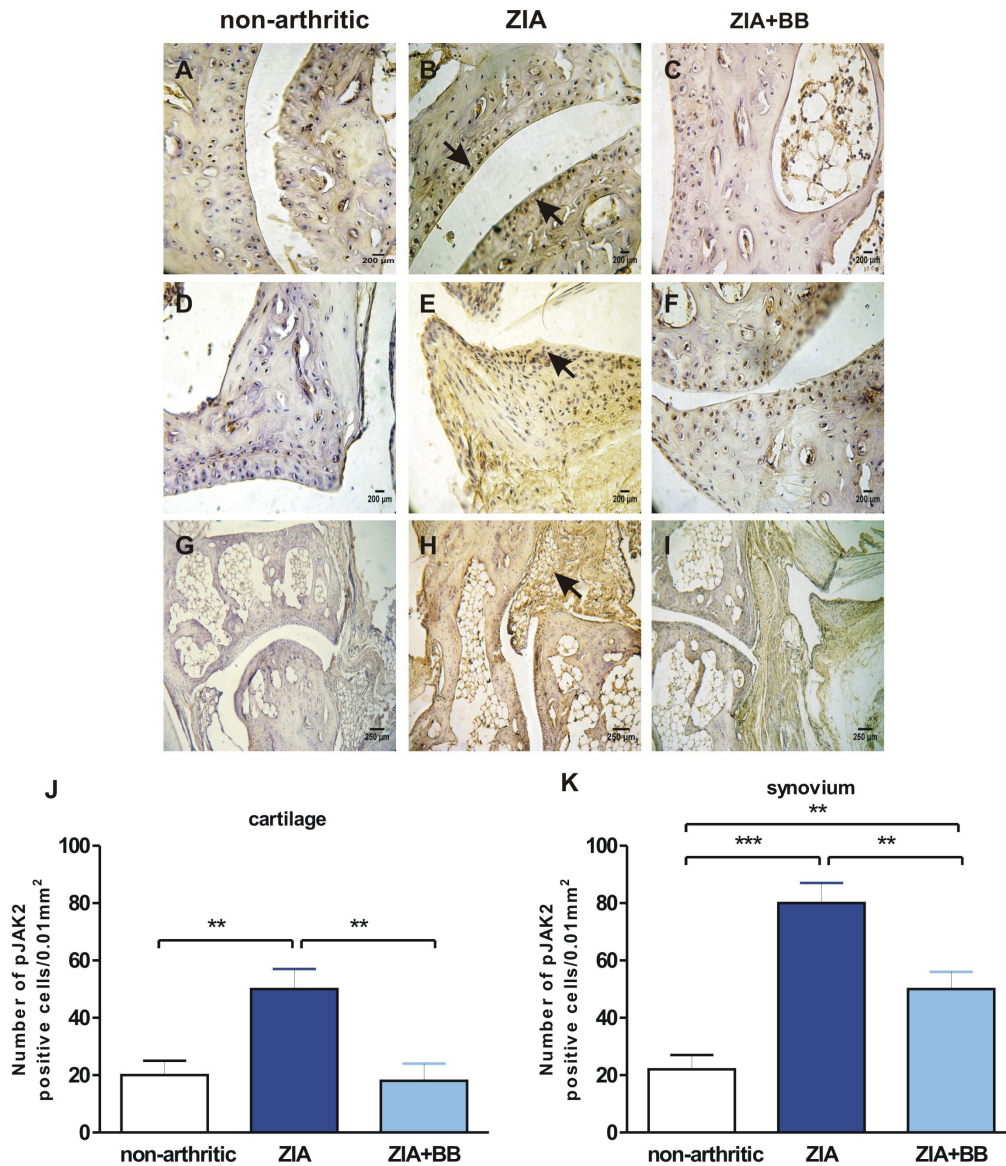 non-arthritic ZIA ZIA+BB
A B C
200 µm 200 µm 200 µm
D E F
200 µm 200 µm 200 µm
G H I
250 µm 250 µm 250 µm
J
cartilage
Number of pJAK2
positive cells/0.01mm²
100
80
60
40
20
0
** **
non-arthritic ZIA ZIA+BB
K
synovium
Number of pJAK2
positive cells/0.01mm²
100
80
60
40
20
0
**
*** **
non-arthritic ZIA ZIA+BB